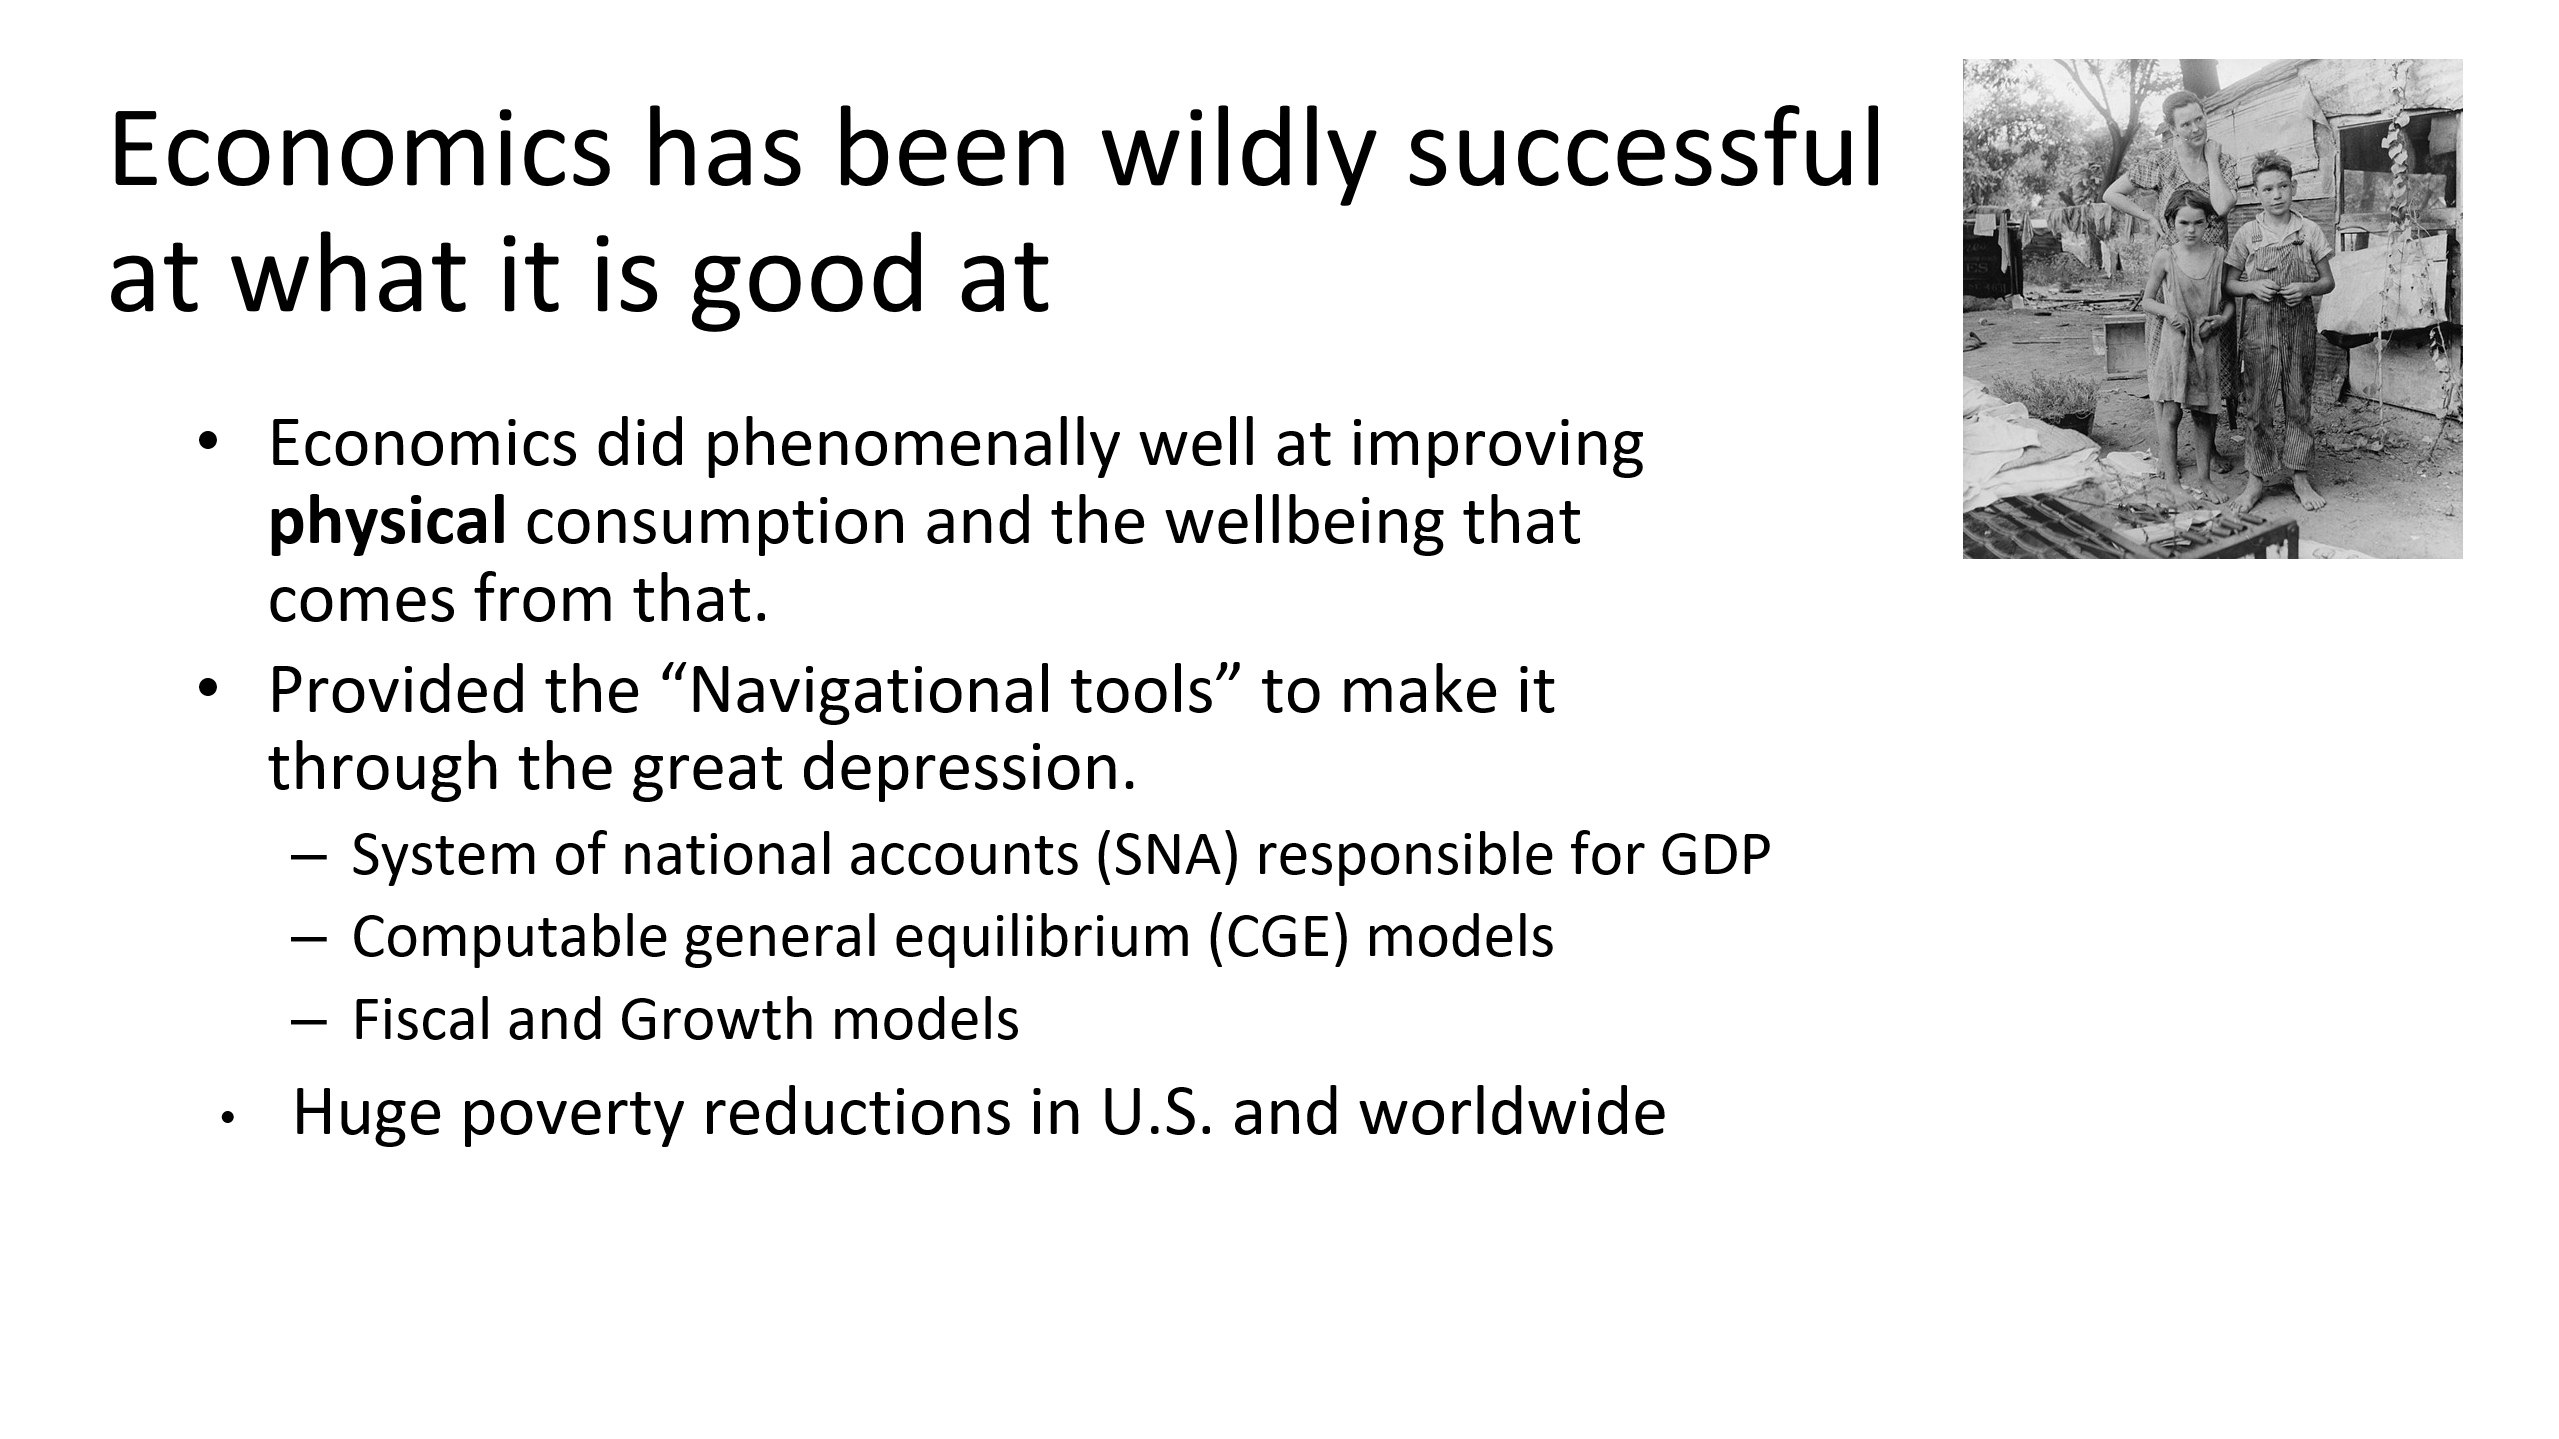 Economics has been wildly successful
at what it is good at
• Economics did phenomenally well at improving
physical consumption and the wellbeing that
comes from that.
• Provided the “Navigational tools” to make it
through the great depression.
– System of national accounts (SNA) responsible for GDP
– Computable general equilibrium (CGE) models
– Fiscal and Growth models
• Huge poverty reductions in U.S. and worldwide